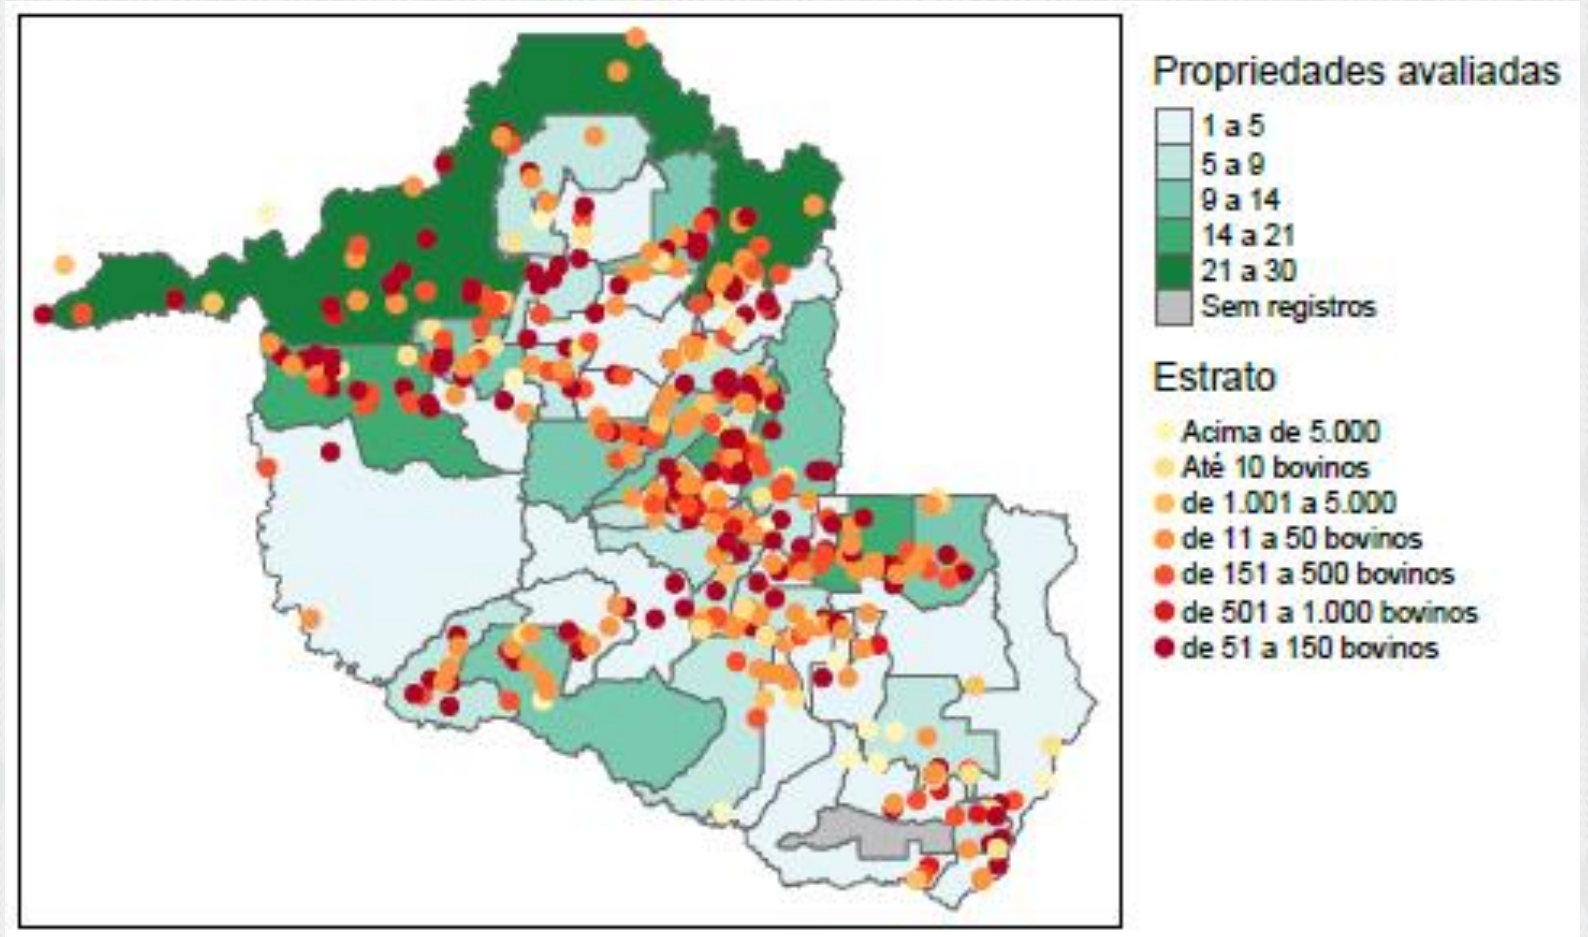 Propriedades avaliadas
1 a 5
5 a 9
9 a 14
14 a 21
21 a 30
Sem registros
Estrato
Acima de 5.000
Até 10 bovinos
de 1.001 a 5.000
de 11 a 50 bovinos
de 151 a 500 bovinos
de 501 a 1.000 bovinos
de 51 a 150 bovinos